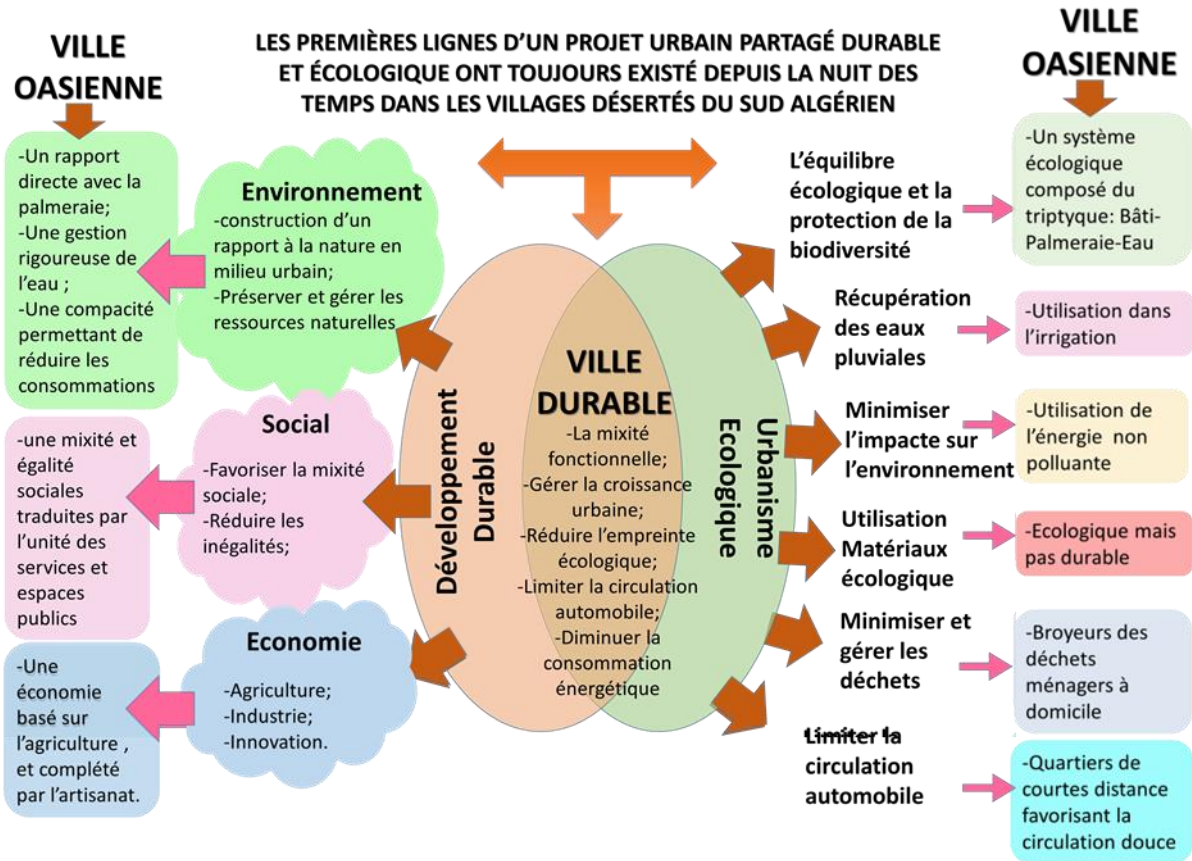 VILLE
OASIENNE
LES PREMIÈRES LIGNES D'UN PROJET URBAIN PARTAGÉ DURABLE
ET ÉCOLOGIQUE ONT TOUJOURS EXISTÉ DEPUIS LA NUIT DES
TEMPS DANS LES VILLAGES DÉSERTÉS DU SUD ALGÉRIEN
VILLE
OASIENNE
-Un rapport
directe avec la
palmeraie;
-Une gestion
rigoureuse de
l'eau ;
-Une compacité
permettant de
réduire les
consommations
Environnement
-construction d'un
rapport à la nature en
milieu urbain;
-Préserver et gérer les
ressources naturelles
-une mixité et
égalité
sociales
traduites par
l'unité des
services et
espaces
publics
Social
-Favoriser la mixité
sociale;
-Réduire les
inégalités;
-Une
économie
basé sur
l'agriculture ,
et complété
par l'artisanat.
Economie
-Agriculture;
-Industrie;
-Innovation.
Développement
Durable
VILLE
DURABLE
-La mixité
fonctionnelle;
-Gérer la croissance
urbaine;
-Réduire l'empreinte
écologique;
-Limiter la circulation
automobile;
-Diminuer la
consommation
énergétique
Urbanisme
Ecologique
L'équilibre
écologique et la
protection de la
biodiversité
-Un système
écologique
composé du
triptyque: Bâti-
Palmeraie-Eau
Récupération
des eaux
pluviales
-Utilisation dans
l'irrigation
Minimiser
l'impacte sur
l'environnement
-Utilisation de
l'énergie non
polluante
Utilisation
Matériaux
écologique
-Ecologique mais
pas durable
Minimiser et
gérer les
déchets
-Broyeurs des
déchets
ménagers à
domicile
Limiter la
circulation
automobile
-Quartiers de
courtes distance
favorisant la
circulation douce